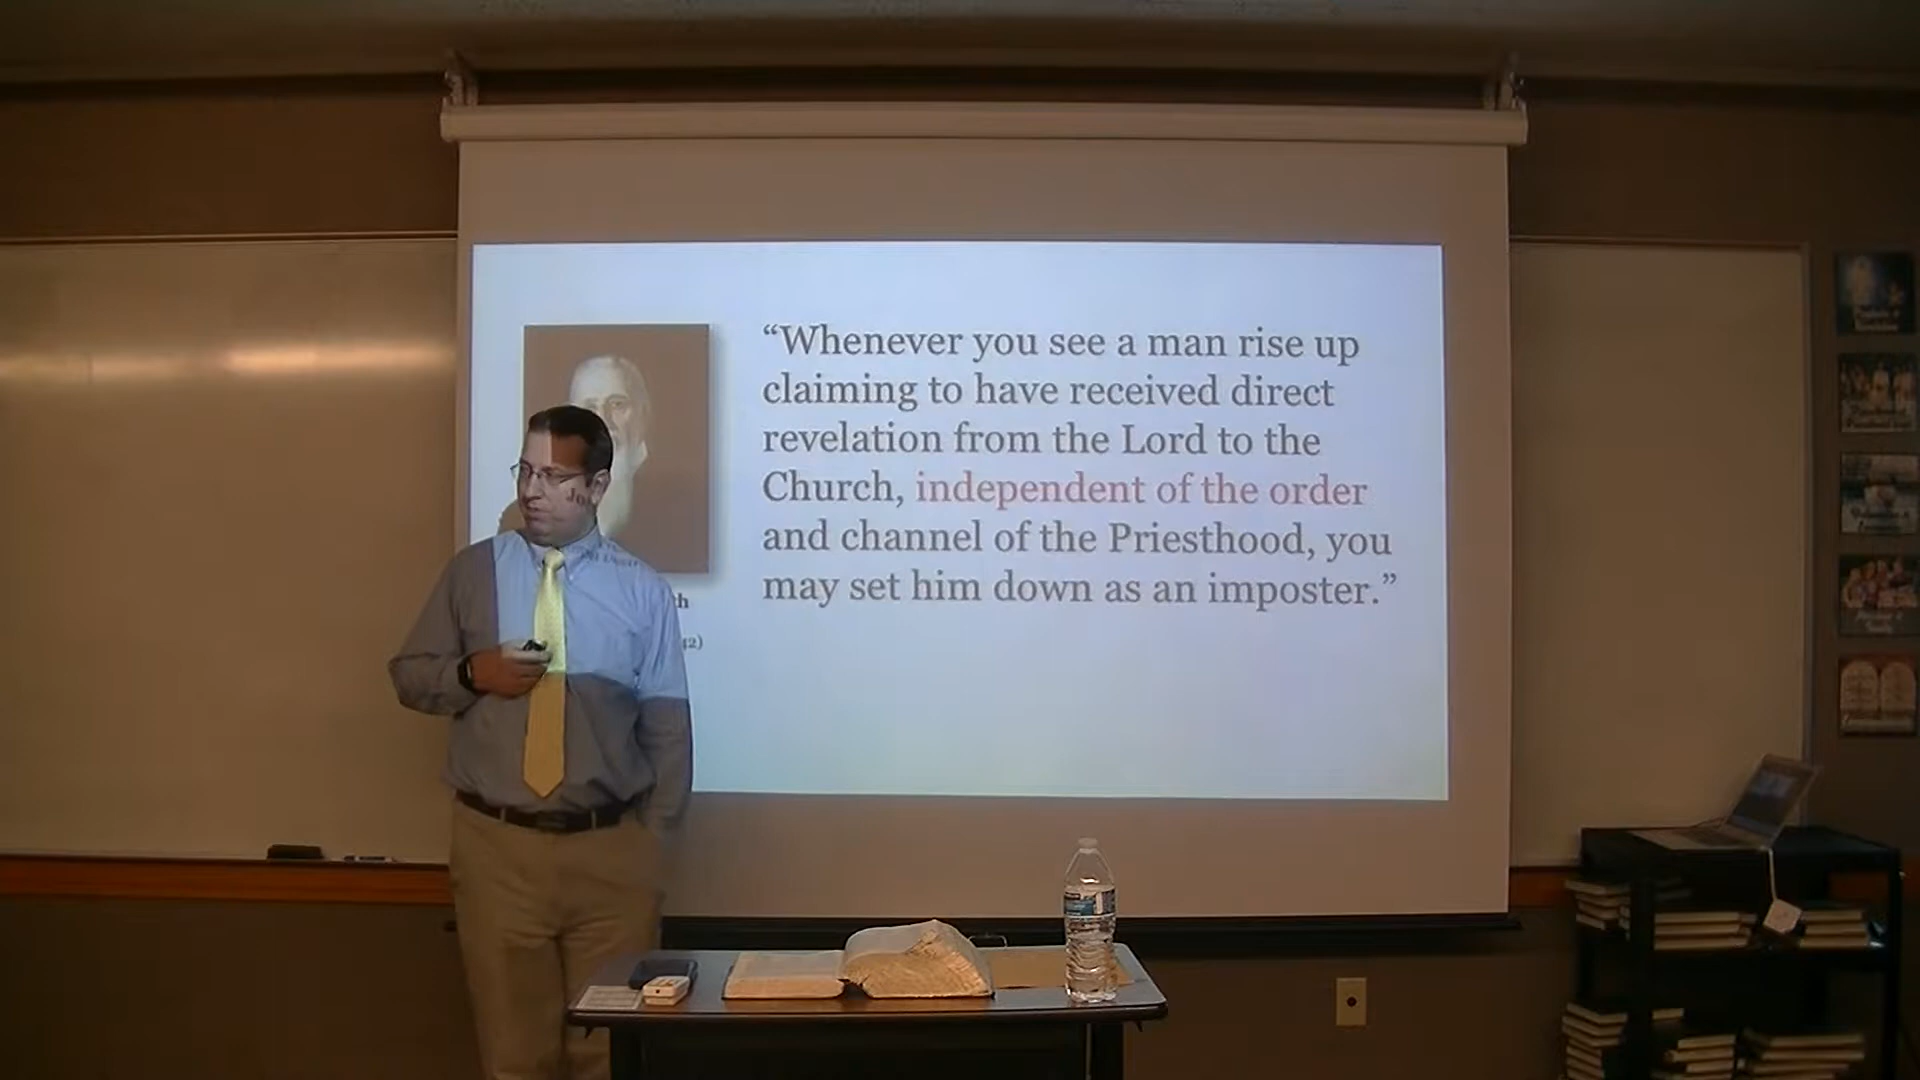 “Whenever you see a man rise up
claiming to have received direct
revelation from the Lord to the
Church, independent of the order
and channel of the Priesthood, you
may set him down as an imposter.”